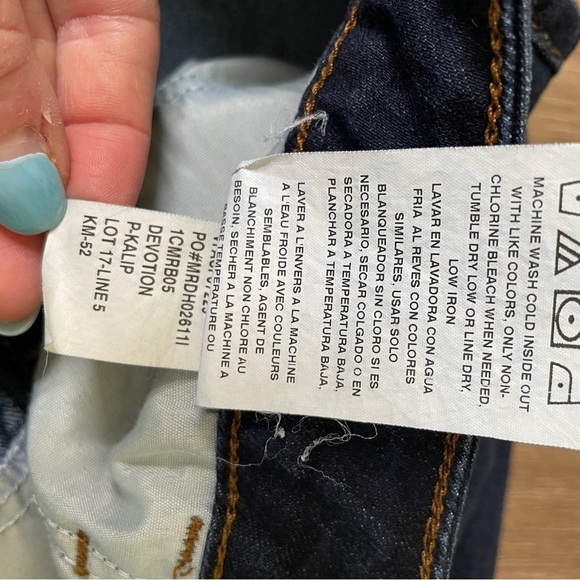 MACHINE WASH COLD INSIDE OUT
WITH LIKE COLORS, ONLY NON-
CHLORINE BLEACH WHEN NEEDED,
TUMBLE DRY LOW OR LINE DRY,
LOW IRON
LAVAR EN LAVADORA CON AGUA
FRIA AL REVES CON COLORES
SIMILARES. USAR SOLO
BLANQUEADOR SIN CLORO SI ES
NECESARIO, SECAR COLGADO O EN
SECADORA A TEMPERATURA BAJA,
PLANCHAR A TEMPERATURA BAJA.
LAVER A L'ENVERS A LA MACHINE
A L'EAU FROIDE AVEC COULEURS
SEMBLABLES, AGENT DE
BLANCHIMENT NON CHLORE AU
BESOIN, SECHER A LA MACHINE A
BASSE TEMPERATURE OU
PO#MRDH02611I
1CMRB05
DEVOTION
P-KALIP
LOT 17-LINE 5
KM-52